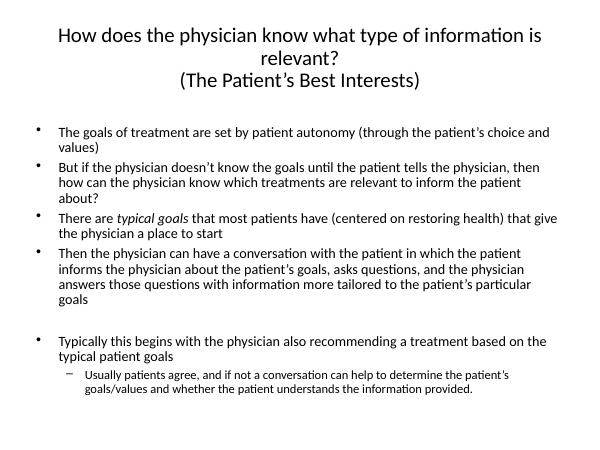 How does the physician know what type of information is
relevant?
(The Patient’s Best Interests)
• The goals of treatment are set by patient autonomy (through the patient’s choice and
values)
• But if the physician doesn’t know the goals until the patient tells the physician, then
how can the physician know which treatments are relevant to inform the patient
about?
• There are typical goals that most patients have (centered on restoring health) that give
the physician a place to start
• Then the physician can have a conversation with the patient in which the patient
informs the physician about the patient’s goals, asks questions, and the physician
answers those questions with information more tailored to the patient’s particular
goals
• Typically this begins with the physician also recommending a treatment based on the
typical patient goals
– Usually patients agree, and if not a conversation can help to determine the patient’s
goals/values and whether the patient understands the information provided.